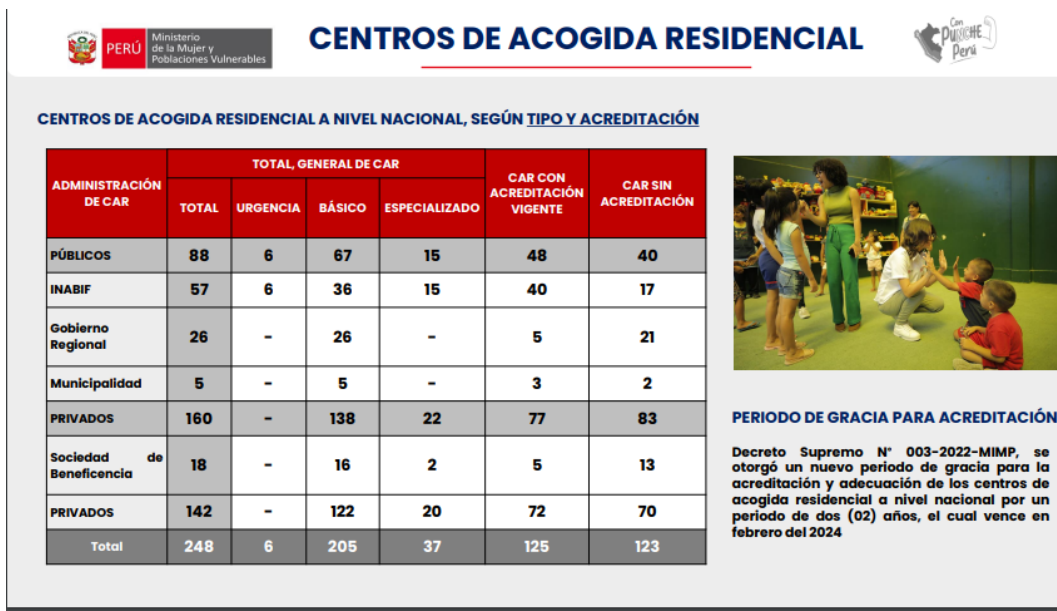 PERÚ
Ministerio
de la Mujer y
Poblaciones Vulnerables
CENTROS DE ACOGIDA RESIDENCIAL
Con
PUNCHE
Perú
CENTROS DE ACOGIDA RESIDENCIAL A NIVEL NACIONAL, SEGÚN TIPO Y ACREDITACIÓN
ADMINISTRACIÓN DE CAR
TOTAL, GENERAL DE CAR
CAR CON ACREDITACIÓN VIGENTE
CAR SIN ACREDITACIÓN
TOTAL URGENCIA BÁSICO ESPECIALIZADO
PÚBLICOS 88 6 67 15 48 40
INABIF 57 6 36 15 40 17
Gobierno Regional 26 - 26 - 5 21
Municipalidad 5 - 5 - 3 2
PRIVADOS 160 - 138 22 77 83
Sociedad de Beneficencia 18 - 16 2 5 13
PRIVADOS 142 - 122 20 72 70
Total 248 6 205 37 125 123
PERIODO DE GRACIA PARA ACREDITACIÓN
Decreto Supremo N° 003-2022-MIMP, se
otorgó un nuevo periodo de gracia para la
acreditación y adecuación de los centros de
acogida residencial a nivel nacional por un
periodo de dos (02) años, el cual vence en
febrero del 2024